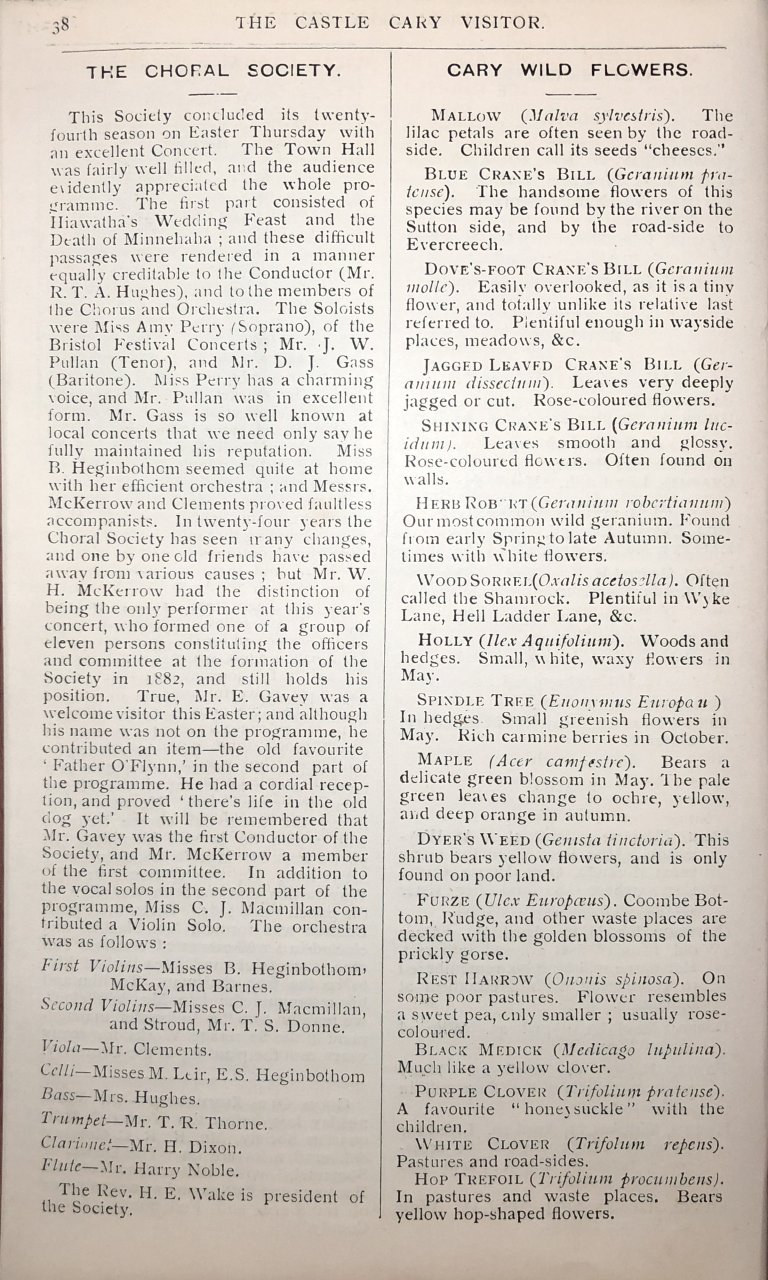 38
THE CASTLE CARY VISITOR.
THE CHORAL SOCIETY.
This Society concluded its twenty-
fourth season on Easter Thursday with
an excellent Concert. The Town Hall
was fairly well filled, and the audience
evidently appreciated the whole pro-
gramme. The first part consisted of
Hiawatha's Wedding Feast and the
Death of Minnehaha ; and these difficult
passages were rendered in a manner
equally creditable to the Conductor (Mr.
R. T. A. Hughes), and to the members of
the Chorus and Orchestra. The Soloists
were Miss Amy Perry (Soprano), of the
Bristol Festival Concerts ; Mr. J. W.
Pullan (Tenor), and Mr. D. J. Gass
(Baritone). Miss Perry has a charming
voice, and Mr. Pullan was in excellent
form. Mr. Gass is so well known at
local concerts that we need only say he
fully maintained his reputation. Miss
B. Heginbothom seemed quite at home
with her efficient orchestra ; and Messrs.
McKerrow and Clements proved faultless
accompanists. In twenty-four years the
Choral Society has seen many changes,
and one by one old friends have passed
away from various causes ; but Mr. W.
H. McKerrow had the distinction of
being the only performer at this year's
concert, who formed one of a group of
eleven persons constituting the officers
and committee at the formation of the
Society in 1882, and still holds his
position. True, Mr. E. Gavey was a
welcome visitor this Easter; and although
his name was not on the programme, he
contributed an item—the old favourite
‘ Father O'Flynn,’ in the second part of
the programme. He had a cordial recep-
tion, and proved ‘there's life in the old
dog yet.’ It will be remembered that
Mr. Gavey was the first Conductor of the
Society, and Mr. McKerrow a member
of the first committee. In addition to
the vocal solos in the second part of the
programme, Miss C. J. Macmillan con-
tributed a Violin Solo. The orchestra
was as follows :
First Violins—Misses B. Heginbothom,
McKay, and Barnes.
Second Violins—Misses C. J. Macmillan,
and Stroud, Mr. T. S. Donne.
Viola—Mr. Clements.
Celli—Misses M. Leir, E.S. Heginbothom
Bass—Mrs. Hughes.
Trumpet—Mr. T. R. Thorne.
Clarionet—Mr. H. Dixon.
Flute—Mr. Harry Noble.
The Rev. H. E. Wake is president of
the Society.
CARY WILD FLOWERS.
MALLOW (Malva sylvestris). The
lilac petals are often seen by the road-
side. Children call its seeds “cheeses.”
BLUE CRANE'S BILL (Geranium pra-
tense). The handsome flowers of this
species may be found by the river on the
Sutton side, and by the road-side to
Evercreech.
DOVE'S-FOOT CRANE'S BILL (Geranium
molle). Easily overlooked, as it is a tiny
flower, and totally unlike its relative last
referred to. Plentiful enough in wayside
places, meadows, &c.
JAGGED LEAVED CRANE'S BILL (Ger-
anium dissectum). Leaves very deeply
jagged or cut. Rose-coloured flowers.
SHINING CRANE'S BILL (Geranium luc-
idum). Leaves smooth and glossy.
Rose-coloured flowers. Often found on
walls.
HERB ROBERT (Geranium robertianum)
Our most common wild geranium. Found
from early Spring to late Autumn. Some-
times with white flowers.
WOOD SORREL (Oxalis acetosella). Often
called the Shamrock. Plentiful in Wyke
Lane, Hell Ladder Lane, &c.
HOLLY (Ilex Aquifolium). Woods and
hedges. Small, white, waxy flowers in
May.
SPINDLE TREE (Euonymus Europaeu )
In hedges. Small greenish flowers in
May. Rich carmine berries in October.
MAPLE (Acer camfestre). Bears a
delicate green blossom in May. The pale
green leaves change to ochre, yellow,
and deep orange in autumn.
DYER'S WEED (Genista tinctoria). This
shrub bears yellow flowers, and is only
found on poor land.
FURZE (Ulex Europæus). Coombe Bot-
tom, Rudge, and other waste places are
decked with the golden blossoms of the
prickly gorse.
REST HARROW (Ononis spinosa). On
some poor pastures. Flower resembles
a sweet pea, only smaller ; usually rose-
coloured.
BLACK MEDICK (Medicago lupulina).
Much like a yellow clover.
PURPLE CLOVER (Trifolium pratense).
A favourite “honeysuckle” with the
children.
WHITE CLOVER (Trifolum repens).
Pastures and road-sides.
HOP TREFOIL (Trifolium procumbens).
In pastures and waste places. Bears
yellow hop-shaped flowers.